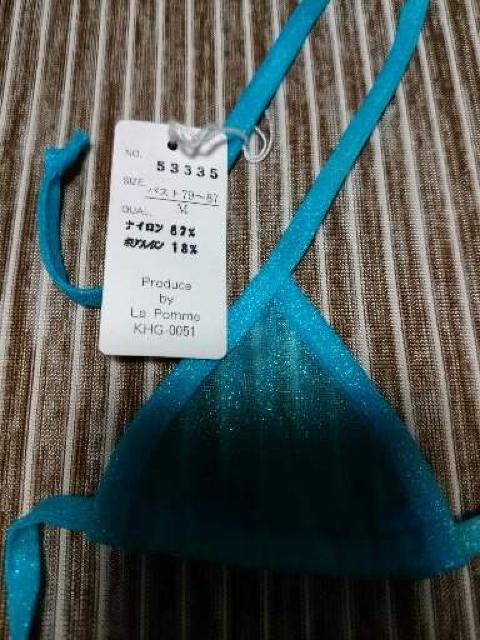 NO. 53335
SIZE. バスト79〜87
M
QUAL.
ナイロン 82%
ポリウレタン 18%
Produce
by
La Pomme
KHG-0051